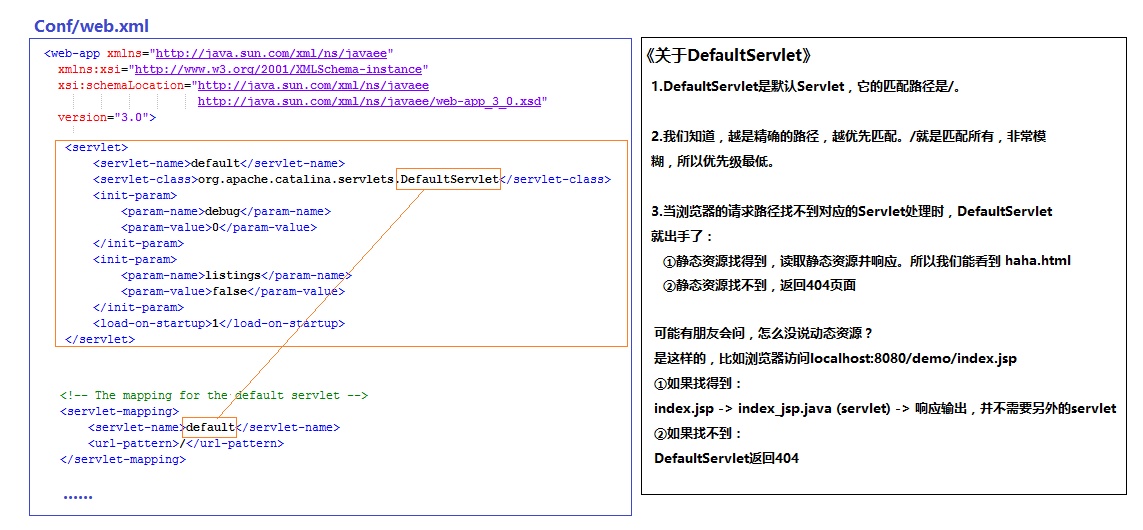 Conf/web.xml
<web-app xmlns="http://java.sun.com/xml/ns/javaee"
xmlns:xsi="http://www.w3.org/2001/XMLSchema-instance"
xsi:schemaLocation="http://java.sun.com/xml/ns/javaee
http://java.sun.com/xml/ns/javaee/web-app_3_0.xsd"
version="3.0">
<servlet>
<servlet-name>default</servlet-name>
<servlet-class>org.apache.catalina.servlets.DefaultServlet</servlet-class>
<init-param>
<param-name>debug</param-name>
<param-value>0</param-value>
</init-param>
<init-param>
<param-name>listings</param-name>
<param-value>false</param-value>
</init-param>
<load-on-startup>1</load-on-startup>
</servlet>
<!-- The mapping for the default servlet -->
<servlet-mapping>
<servlet-name>default</servlet-name>
<url-pattern>/</url-pattern>
</servlet-mapping>
......
《关于DefaultServlet》
1.DefaultServlet是默认Servlet，它的匹配路径是/。
2.我们知道，越是精确的路径，越优先匹配。/就是匹配所有，非常模
糊，所以优先级最低。
3.当浏览器的请求路径找不到对应的Servlet处理时，DefaultServlet
就出手了：
①静态资源找得到，读取静态资源并响应。所以我们能看到 haha.html
②静态资源找不到，返回404页面
可能有朋友会问，怎么没说动态资源？
是这样的，比如浏览器访问localhost:8080/demo/index.jsp
①如果找得到：
index.jsp -> index_jsp.java (servlet) -> 响应输出，并不需要另外的servlet
②如果找不到：
DefaultServlet返回404